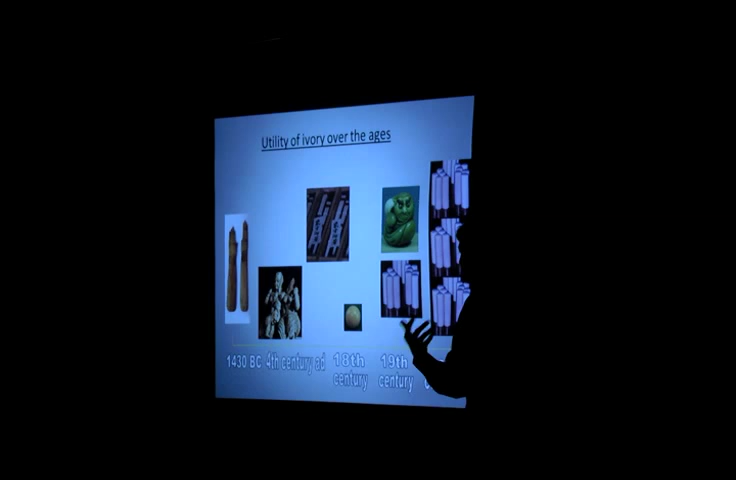 Utility of ivory over the ages
1430 BC 4th century ad 18th century 19th century